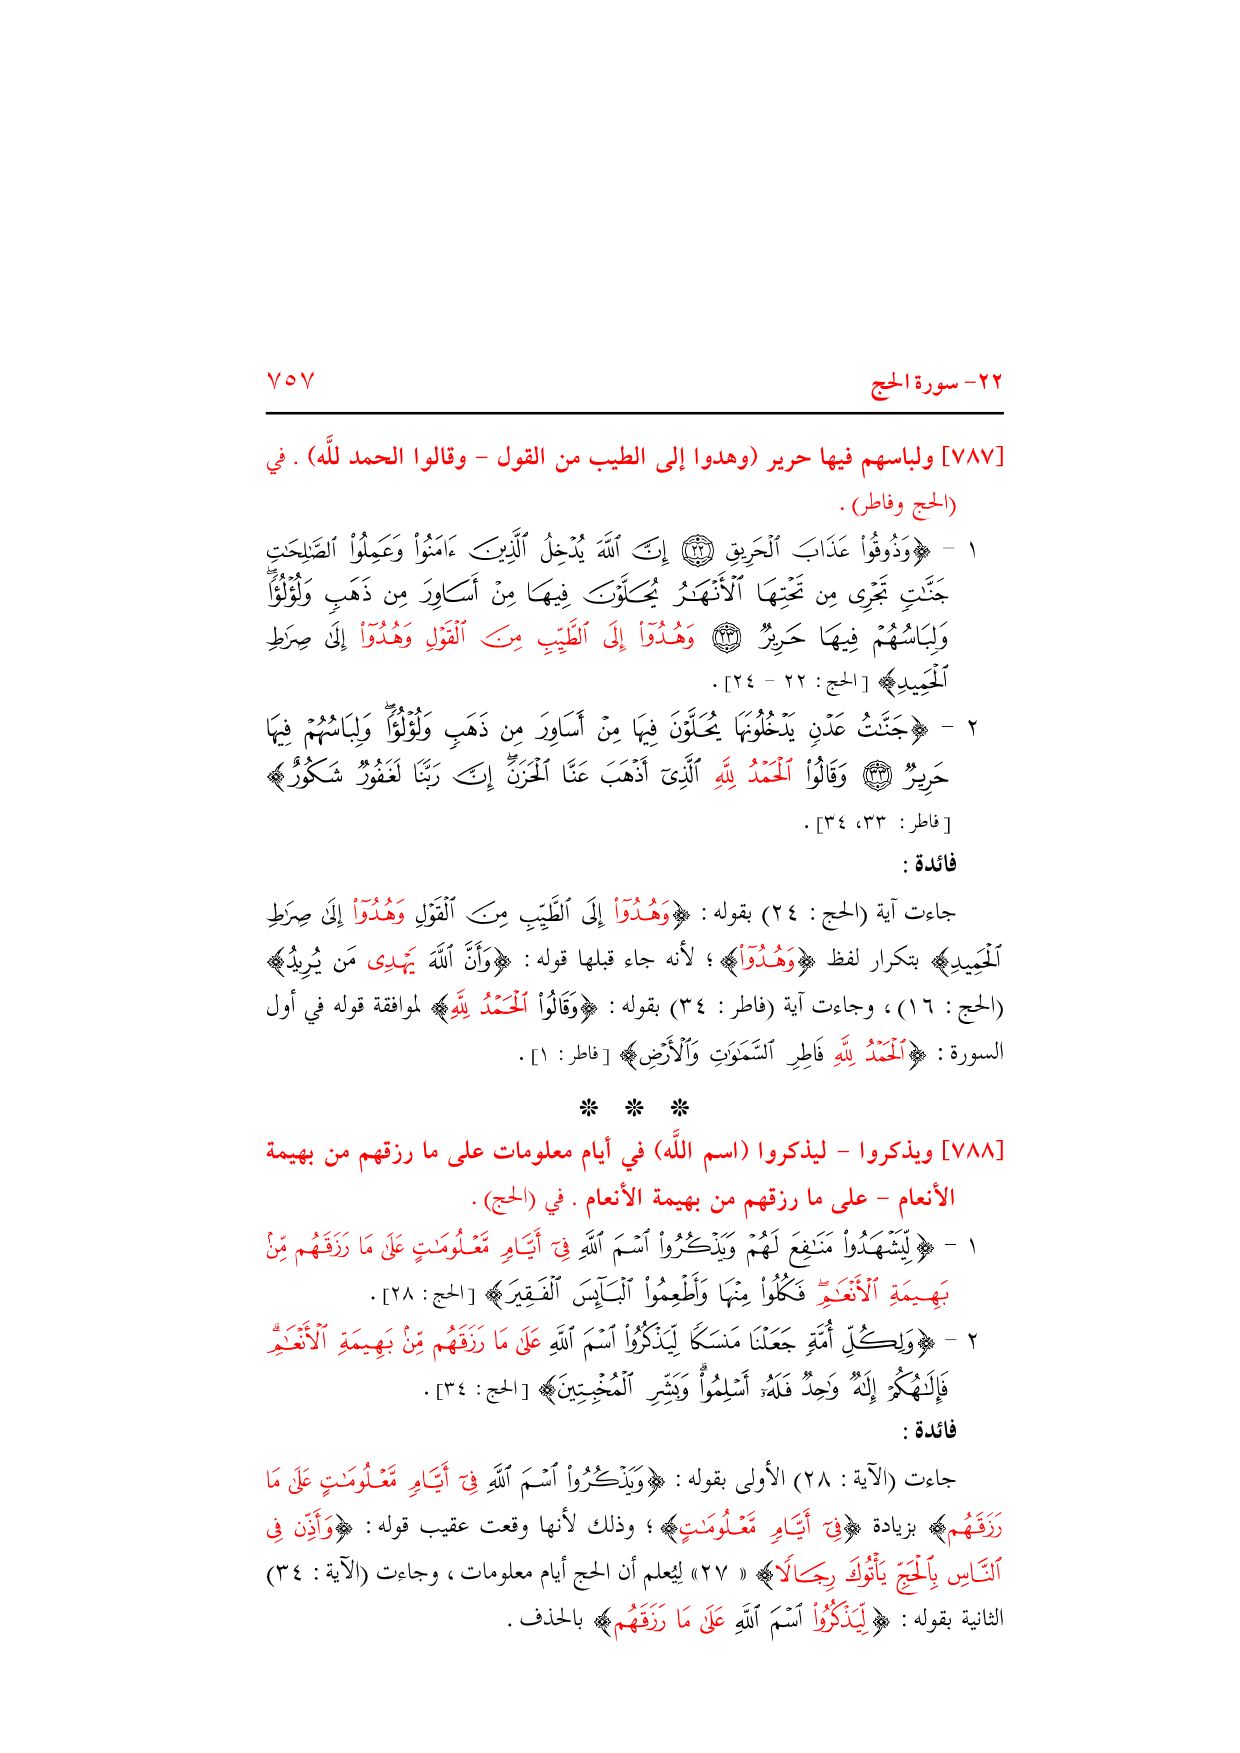 ٢٢- سورة الحج ٧٥٧
[٧٨٧] ولباسهم فيها حرير (وهدوا إلى الطيب من القول – وقالوا الحمد للَّه) . في
(الحج وفاطر) .
١ – ﴿وَذُوقُواْ عَذَابَ ٱلْحَرِيقِ ٢٢ إِنَّ ٱللَّهَ يُدْخِلُ ٱلَّذِينَ ءَامَنُواْ وَعَمِلُواْ ٱلصَّٰلِحَٰتِ
جَنَّٰتٍ تَجْرِى مِن تَحْتِهَا ٱلْأَنْهَٰرُ يُحَلَّوْنَ فِيهَا مِنْ أَسَاوِرَ مِن ذَهَبٍ وَلُؤْلُؤًاۖ
وَلِبَاسُهُمْ فِيهَا حَرِيرٌ ٢٣ وَهُدُوٓاْ إِلَى ٱلطَّيِّبِ مِنَ ٱلْقَوْلِ وَهُدُوٓاْ إِلَىٰ صِرَٰطِ
ٱلْحَمِيدِ﴾ [الحج: ٢٢ – ٢٤] .
٢ – ﴿جَنَّٰتُ عَدْنٍ يَدْخُلُونَهَا يُحَلَّوْنَ فِيهَا مِنْ أَسَاوِرَ مِن ذَهَبٍ وَلُؤْلُؤًاۖ وَلِبَاسُهُمْ فِيهَا
حَرِيرٌ ٣٣ وَقَالُواْ ٱلْحَمْدُ لِلَّهِ ٱلَّذِىٓ أَذْهَبَ عَنَّا ٱلْحَزَنَۖ إِنَّ رَبَّنَا لَغَفُورٌ شَكُورٌ﴾
[فاطر: ٣٣، ٣٤] .
فائدة :
جاءت آية (الحج : ٢٤) بقوله : ﴿وَهُدُوٓاْ إِلَى ٱلطَّيِّبِ مِنَ ٱلْقَوْلِ وَهُدُوٓاْ إِلَىٰ صِرَٰطِ
ٱلْحَمِيدِ﴾ بتكرار لفظ ﴿وَهُدُوٓاْ﴾ ؛ لأنه جاء قبلها قوله : ﴿وَأَنَّ ٱللَّهَ يَهْدِى مَن يُرِيدُ﴾
(الحج : ١٦) ، وجاءت آية (فاطر : ٣٤) بقوله : ﴿وَقَالُواْ ٱلْحَمْدُ لِلَّهِ﴾ لموافقة قوله في أول
السورة : ﴿ٱلْحَمْدُ لِلَّهِ فَاطِرِ ٱلسَّمَٰوَٰتِ وَٱلْأَرْضِ﴾ [فاطر: ١] .
❋ ❋ ❋
[٧٨٨] ويذكروا – ليذكروا (اسم اللَّه) في أيام معلومات على ما رزقهم من بهيمة
الأنعام – على ما رزقهم من بهيمة الأنعام . في (الحج) .
١ – ﴿لِّيَشْهَدُواْ مَنَٰفِعَ لَهُمْ وَيَذْكُرُواْ ٱسْمَ ٱللَّهِ فِىٓ أَيَّامٍ مَّعْلُومَٰتٍ عَلَىٰ مَا رَزَقَهُم مِّنۢ
بَهِيمَةِ ٱلْأَنْعَٰمِۖ فَكُلُواْ مِنْهَا وَأَطْعِمُواْ ٱلْبَآئِسَ ٱلْفَقِيرَ﴾ [الحج: ٢٨] .
٢ – ﴿وَلِكُلِّ أُمَّةٍ جَعَلْنَا مَنسَكًا لِّيَذْكُرُواْ ٱسْمَ ٱللَّهِ عَلَىٰ مَا رَزَقَهُم مِّنۢ بَهِيمَةِ ٱلْأَنْعَٰمِۗ
فَإِلَٰهُكُمْ إِلَٰهٌ وَٰحِدٌ فَلَهُۥٓ أَسْلِمُواْۗ وَبَشِّرِ ٱلْمُخْبِتِينَ﴾ [الحج: ٣٤] .
فائدة :
جاءت (الآية : ٢٨) الأولى بقوله : ﴿وَيَذْكُرُواْ ٱسْمَ ٱللَّهِ فِىٓ أَيَّامٍ مَّعْلُومَٰتٍ عَلَىٰ مَا
رَزَقَهُم﴾ بزيادة ﴿فِىٓ أَيَّامٍ مَّعْلُومَٰتٍ﴾ ؛ وذلك لأنها وقعت عقيب قوله : ﴿وَأَذِّن فِى
ٱلنَّاسِ بِٱلْحَجِّ يَأْتُوكَ رِجَالًا﴾ « ٢٧» لِيُعلم أن الحج أيام معلومات ، وجاءت (الآية : ٣٤)
الثانية بقوله : ﴿لِّيَذْكُرُواْ ٱسْمَ ٱللَّهِ عَلَىٰ مَا رَزَقَهُم﴾ بالحذف .